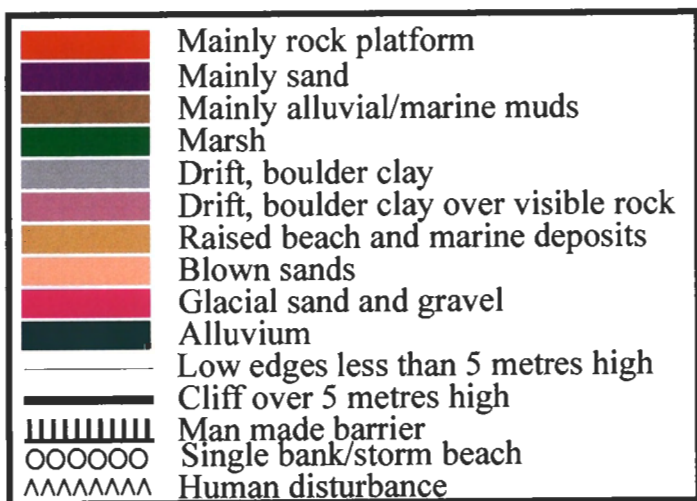 Mainly rock platform
Mainly sand
Mainly alluvial/marine muds
Marsh
Drift, boulder clay
Drift, boulder clay over visible rock
Raised beach and marine deposits
Blown sands
Glacial sand and gravel
Alluvium
Low edges less than 5 metres high
Cliff over 5 metres high
Man made barrier
Single bank/storm beach
Human disturbance